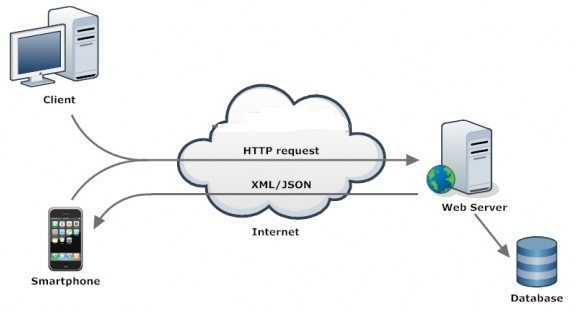 Client
HTTP request
XML/JSON
Web Server
Internet
Smartphone
Database